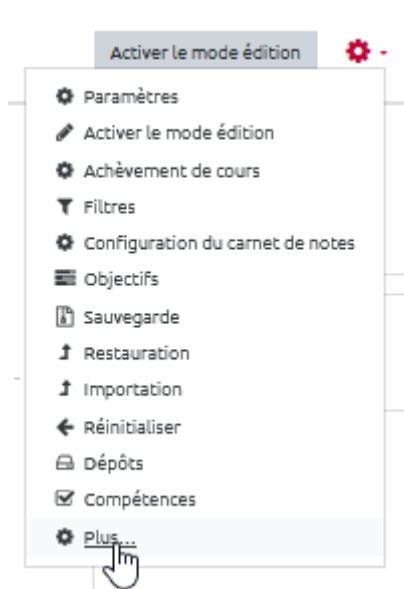 Activer le mode édition
Paramètres
Activer le mode édition
Achèvement de cours
Filtres
Configuration du carnet de notes
Objectifs
Sauvegarde
Restauration
Importation
Réinitialiser
Dépôts
Compétences
Plus...